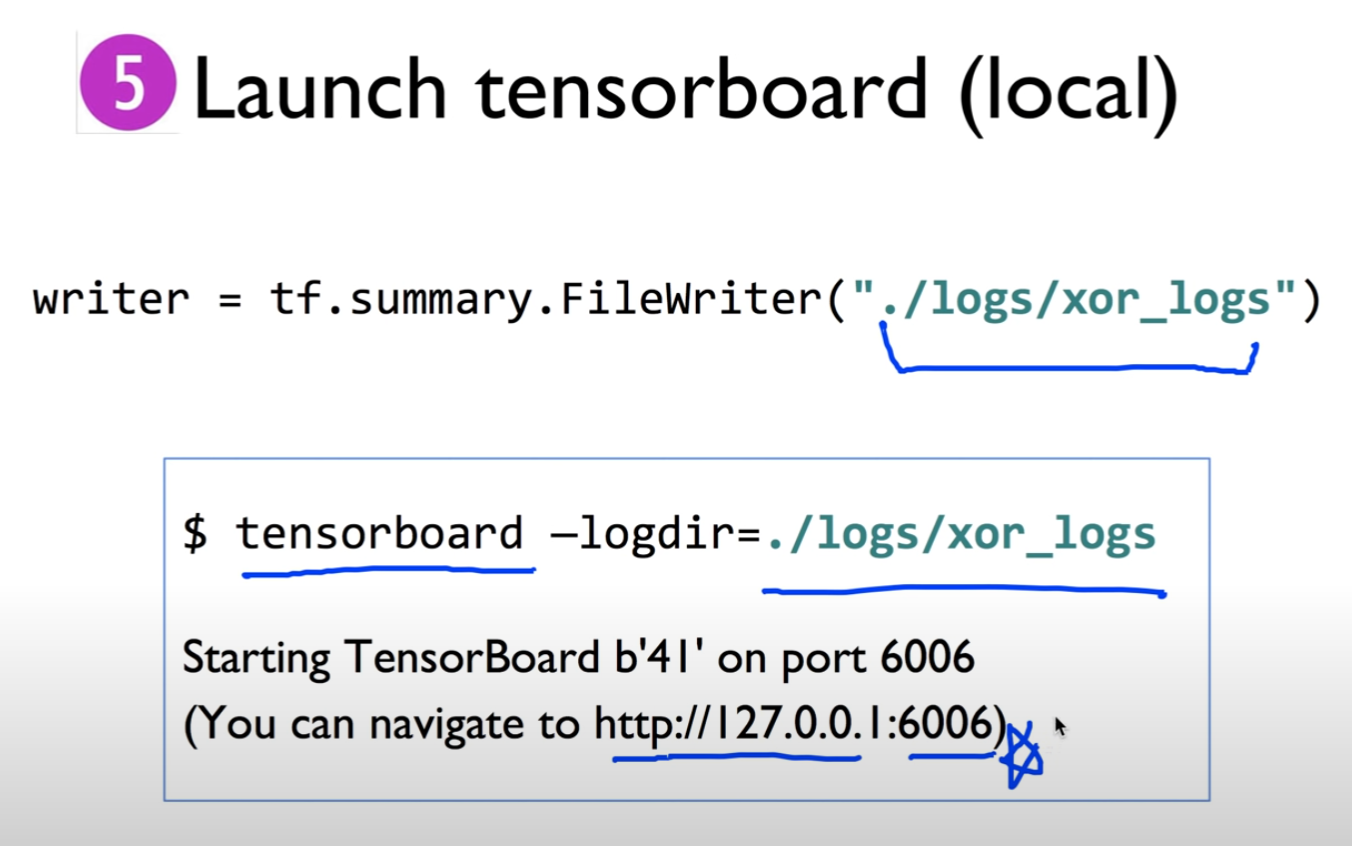 5 Launch tensorboard (local)
writer = tf.summary.FileWriter("./logs/xor_logs")
$ tensorboard –logdir=./logs/xor_logs
Starting TensorBoard b'41' on port 6006
(You can navigate to http://127.0.0.1:6006)